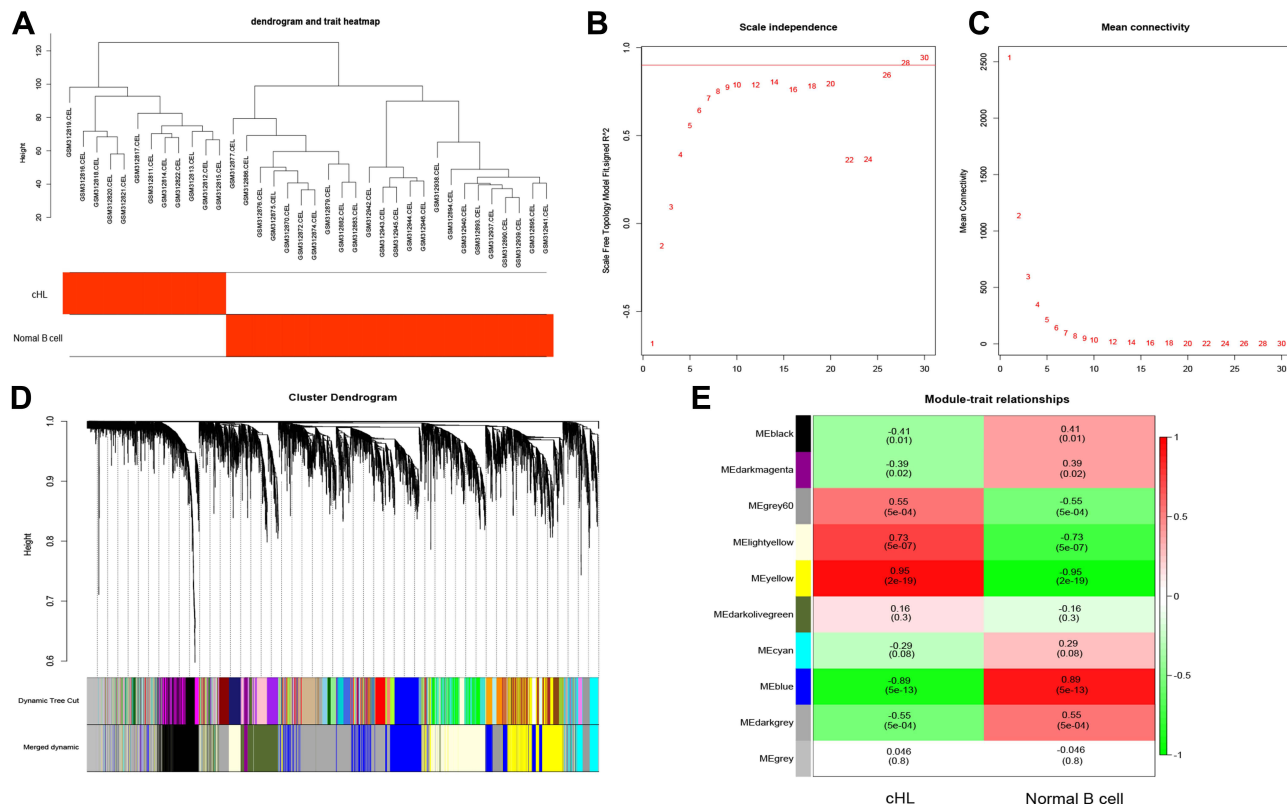 A
dendrogram and trait heatmap
Height
120
100
80
60
40
20
GSM312819.CEL
GSM312816.CEL
GSM312818.CEL
GSM312820.CEL
GSM312821.CEL
GSM312817.CEL
GSM312811.CEL
GSM312814.CEL
GSM312822.CEL
GSM312813.CEL
GSM312812.CEL
GSM312815.CEL
GSM312877.CEL
GSM312886.CEL
GSM312876.CEL
GSM312875.CEL
GSM312870.CEL
GSM312872.CEL
GSM312874.CEL
GSM312879.CEL
GSM312882.CEL
GSM312883.CEL
GSM312942.CEL
GSM312943.CEL
GSM312945.CEL
GSM312944.CEL
GSM312946.CEL
GSM312938.CEL
GSM312894.CEL
GSM312940.CEL
GSM312893.CEL
GSM312937.CEL
GSM312890.CEL
GSM312939.CEL
GSM312895.CEL
GSM312941.CEL
cHL
Nomal B cell
B
Scale independence
Scale Free Topology Model Fit,signed R^2
1.0
0.5
0.0
-0.5
1
2
3
4
5
6
7
8
9
10
12
14
16
18
20
22
24
26
28
30
0
5
10
15
20
25
30
C
Mean connectivity
Mean Connectivity
2500
2000
1500
1000
500
0
1
2
3
4
5
6
7
8
9
10
12
14
16
18
20
22
24
26
28
30
0
5
10
15
20
25
30
D
Cluster Dendrogram
Height
1.0
0.9
0.8
0.7
0.6
Dynamic Tree Cut
Merged dynamic
E
Module-trait relationships
MEblack
-0.41
(0.01)
0.41
(0.01)
MEdarkmagenta
-0.39
(0.02)
0.39
(0.02)
MEgrey60
0.55
(5e-04)
-0.55
(5e-04)
MElightyellow
0.73
(5e-07)
-0.73
(5e-07)
MEyellow
0.95
(2e-19)
-0.95
(2e-19)
MEdarkolivegreen
0.16
(0.3)
-0.16
(0.3)
MEcyan
-0.29
(0.08)
0.29
(0.08)
MEblue
-0.89
(5e-13)
0.89
(5e-13)
MEdarkgrey
-0.55
(5e-04)
0.55
(5e-04)
MEgrey
0.046
(0.8)
-0.046
(0.8)
1
0.5
0
-0.5
-1
cHL
Normal B cell